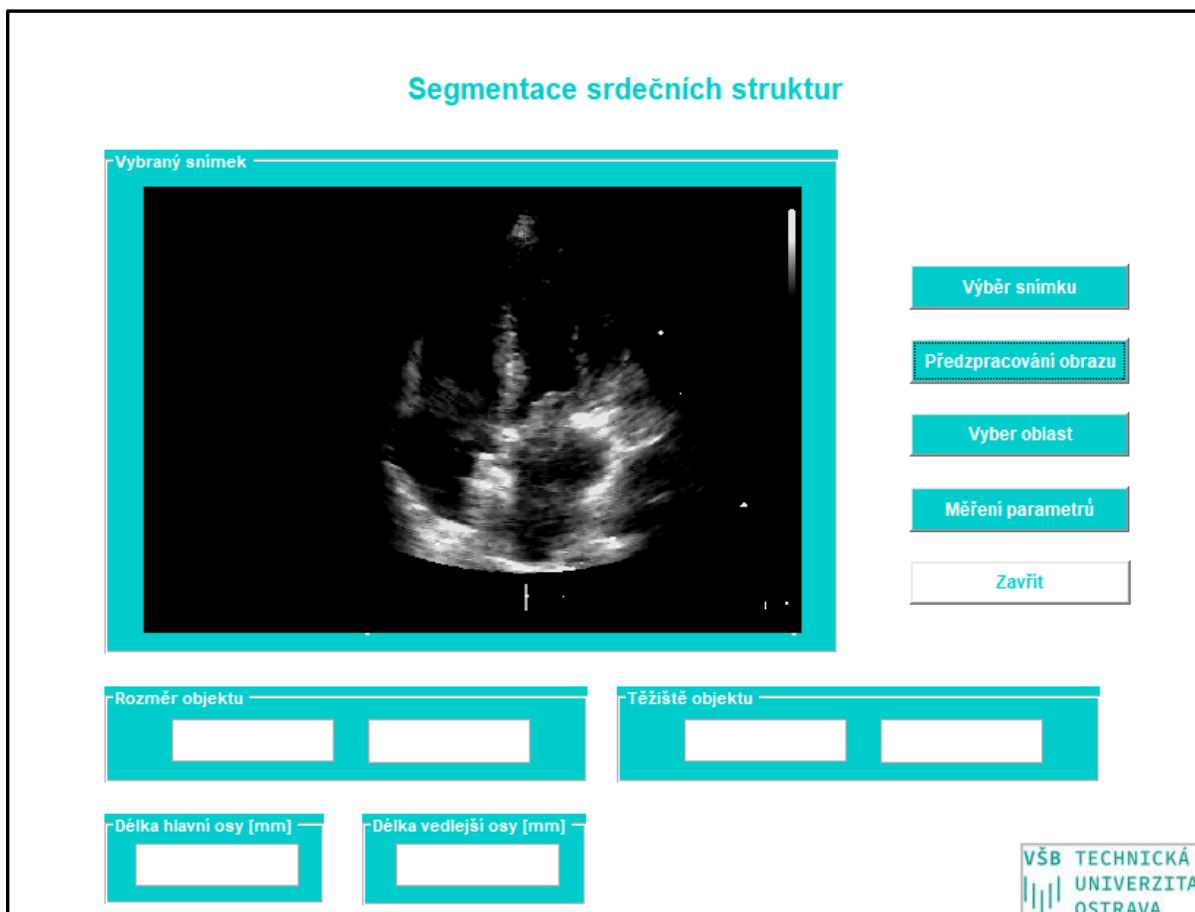 Segmentace srdečních struktur
Vybraný snímek
Výběr snímku
Předzpracování obrazu
Vyber oblast
Měření parametrů
Zavřít
Rozměr objektu
Těžiště objektu
Délka hlavní osy [mm]
Délka vedlejší osy [mm]
VŠB TECHNICKÁ
UNIVERZITA
OSTRAVA